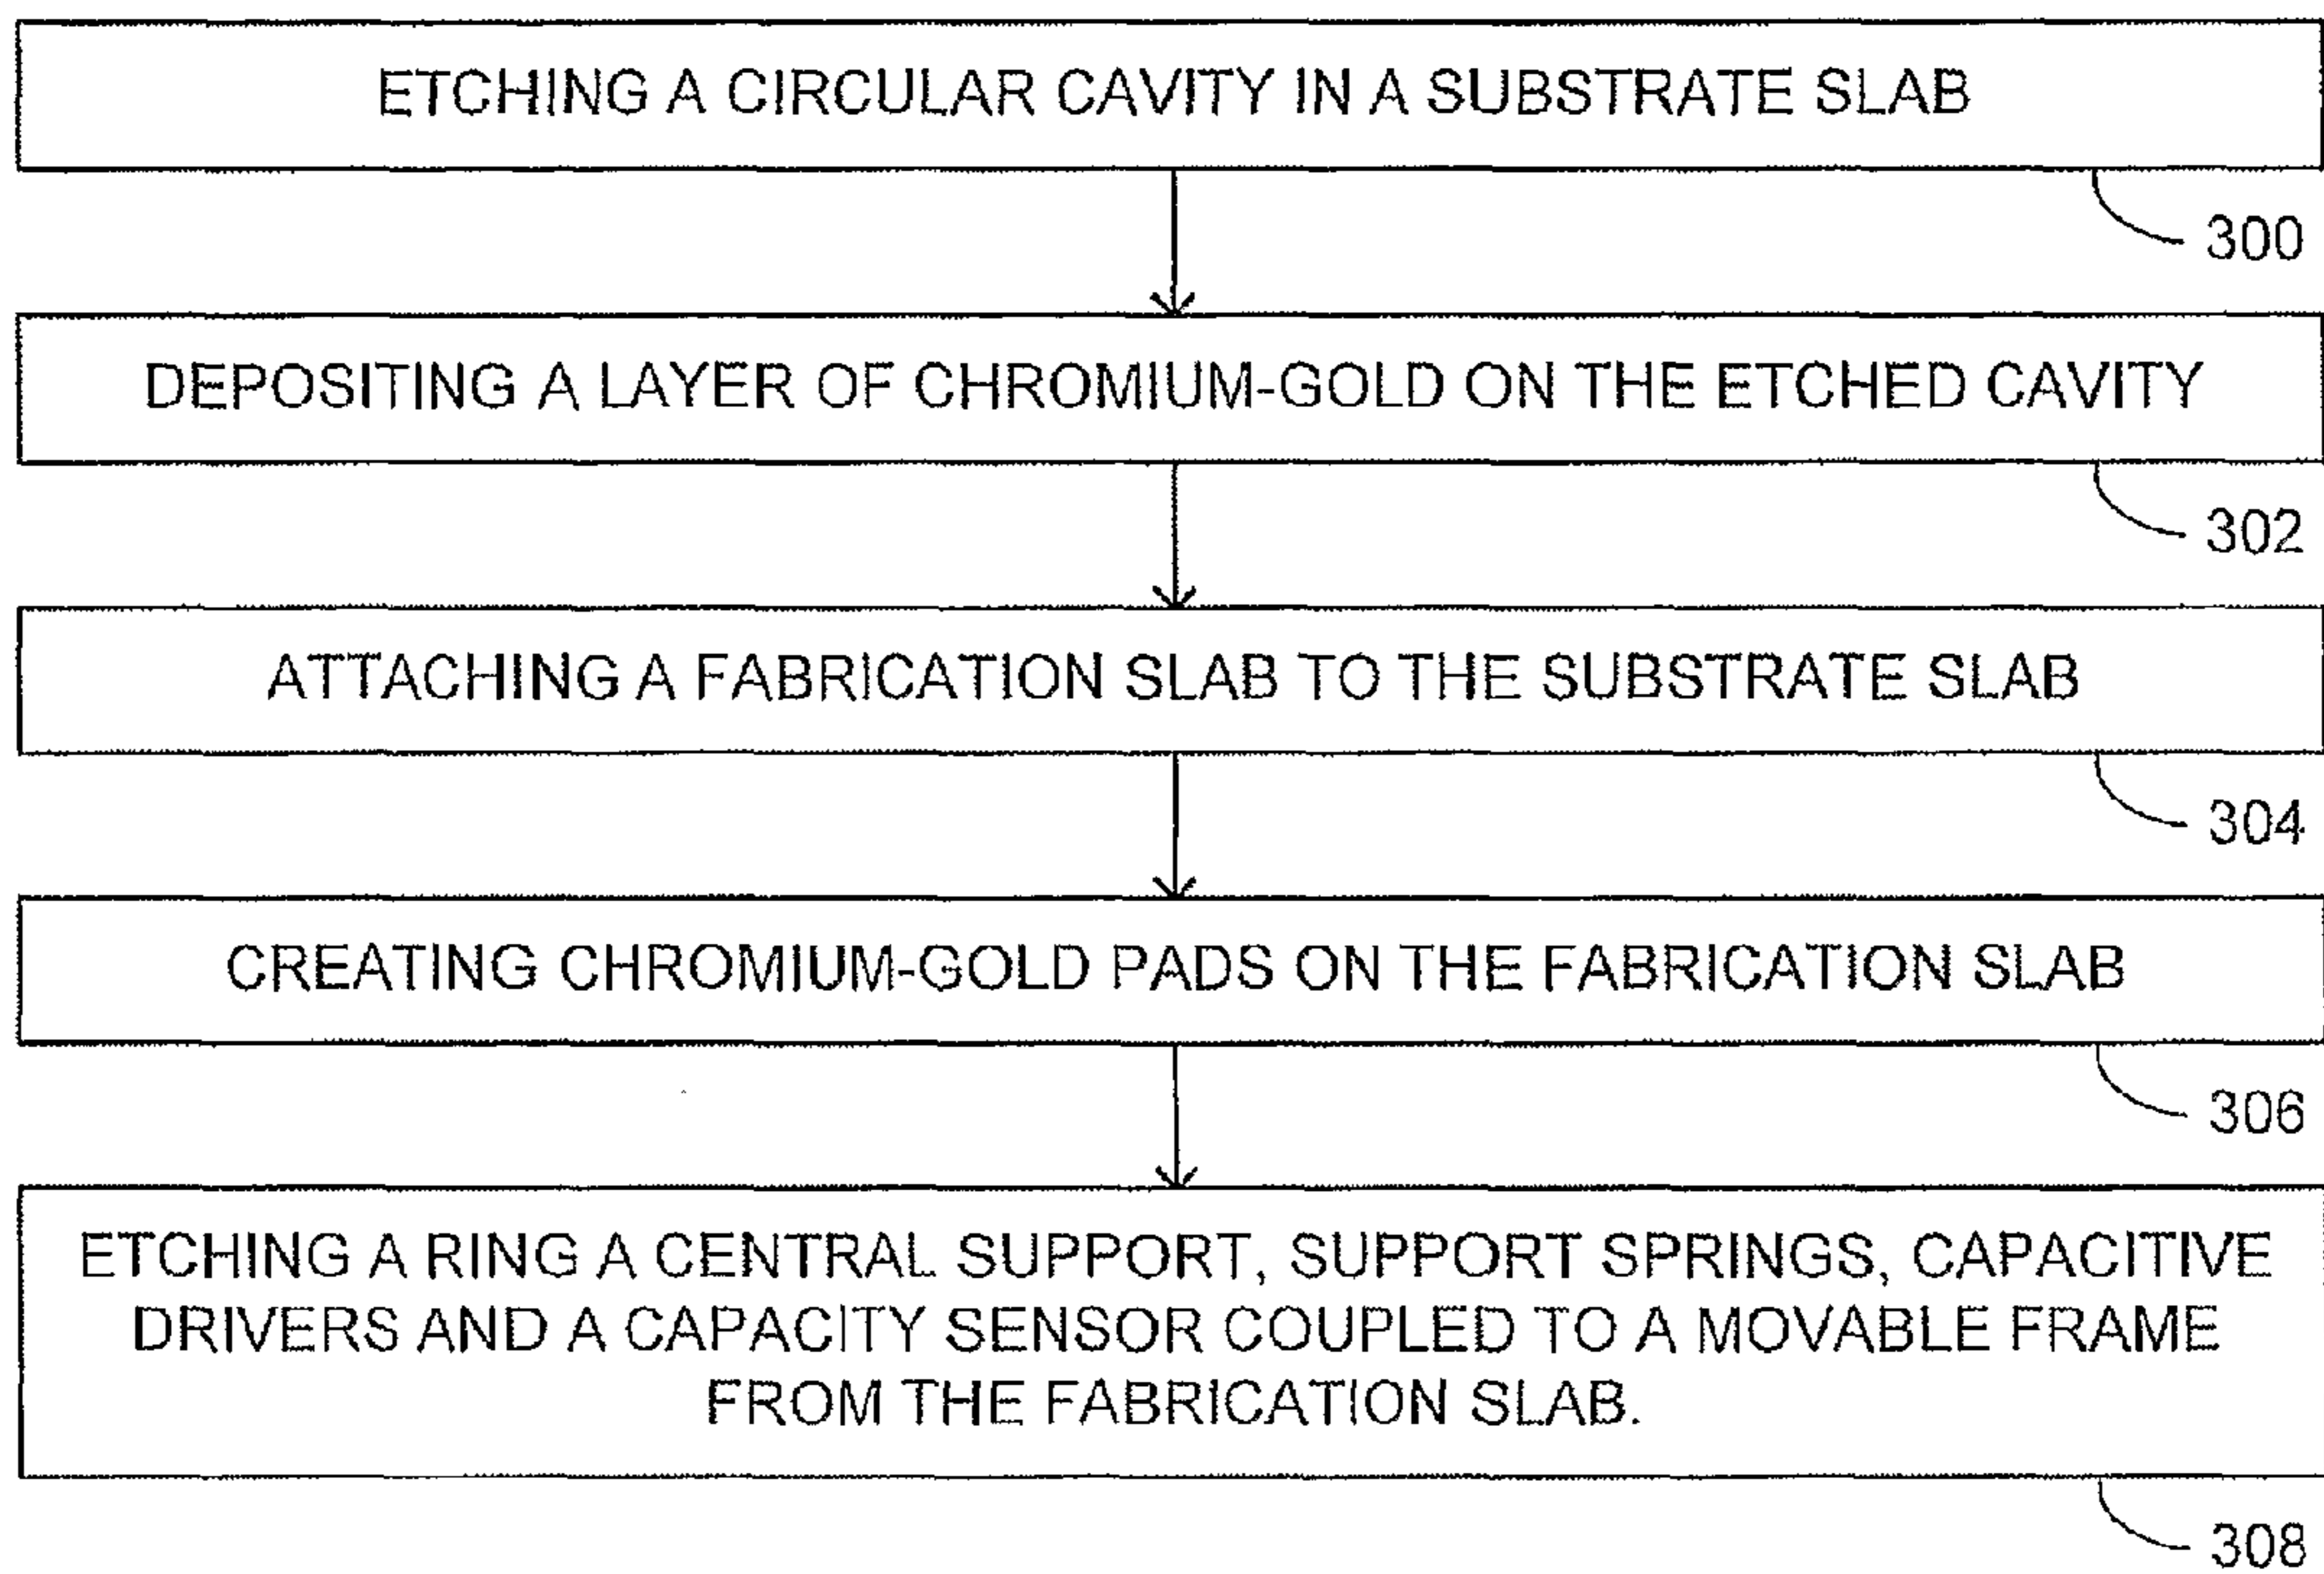 ETCHING A CIRCULAR CAVITY IN A SUBSTRATE SLAB
300
DEPOSITING A LAYER OF CHROMIUM-GOLD ON THE ETCHED CAVITY
302
ATTACHING A FABRICATION SLAB TO THE SUBSTRATE SLAB
304
CREATING CHROMIUM-GOLD PADS ON THE FABRICATION SLAB
306
ETCHING A RING A CENTRAL SUPPORT, SUPPORT SPRINGS, CAPACITIVE
DRIVERS AND A CAPACITY SENSOR COUPLED TO A MOVABLE FRAME
FROM THE FABRICATION SLAB.
308